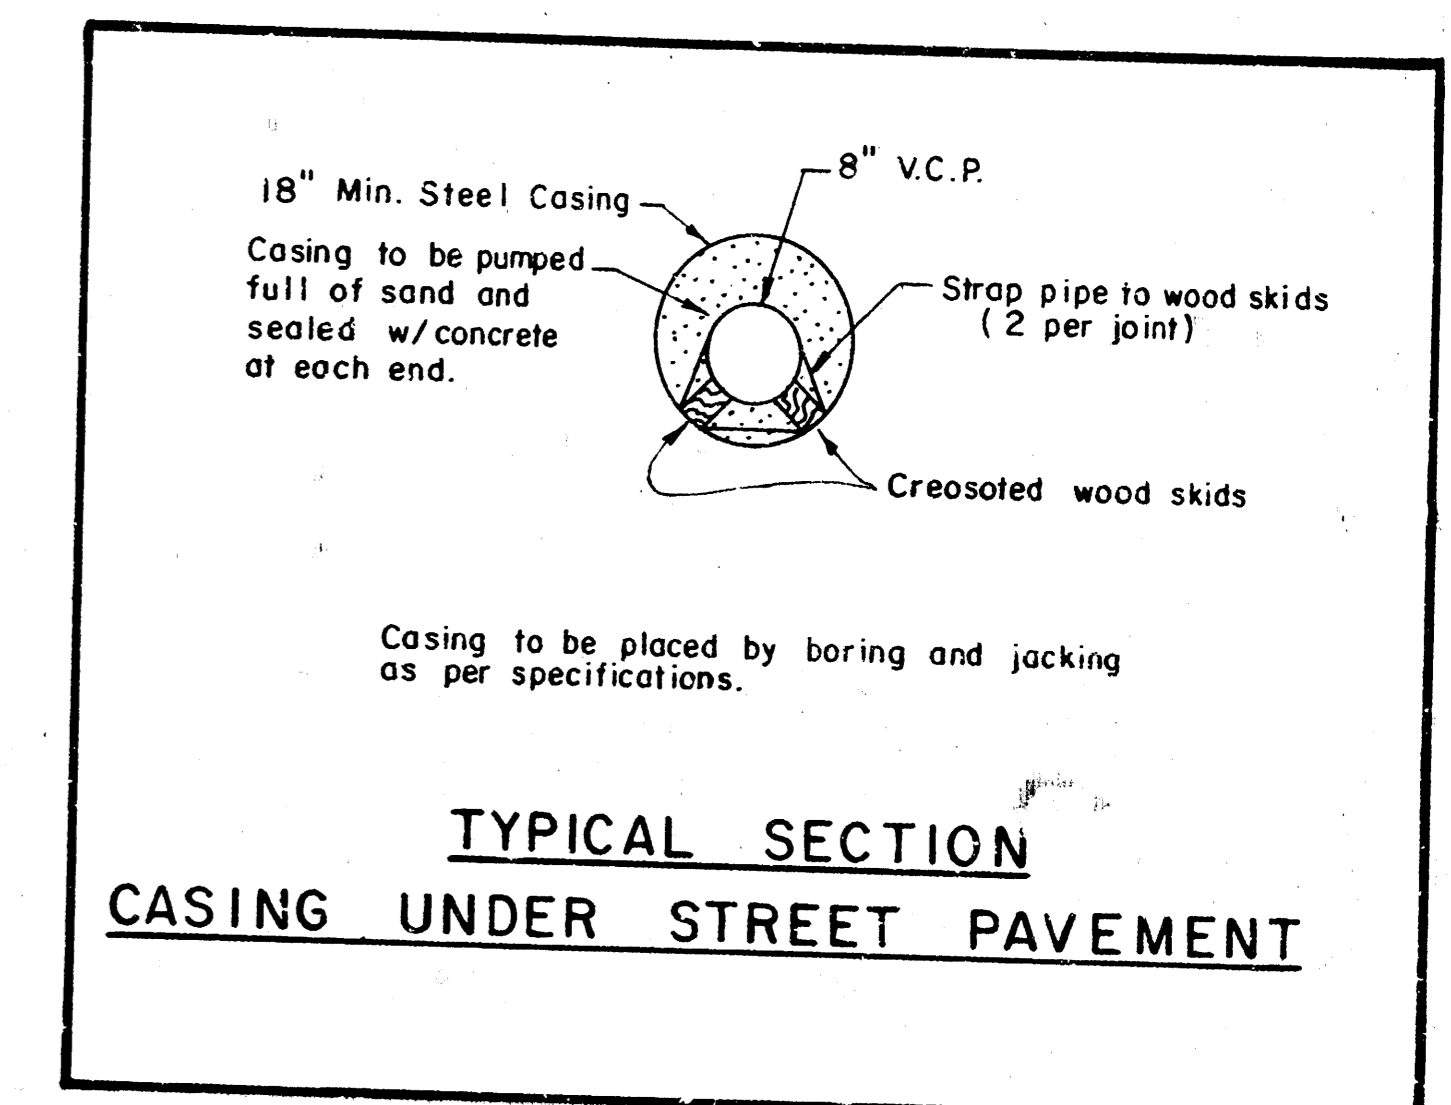 8" V.C.P.
18" Min. Steel Casing
Casing to be pumped
full of sand and
sealed w/concrete
at each end.
Strap pipe to wood skids
(2 per joint)
Creosoted wood skids
Casing to be placed by boring and jacking
as per specifications.
TYPICAL SECTION
CASING UNDER STREET PAVEMENT